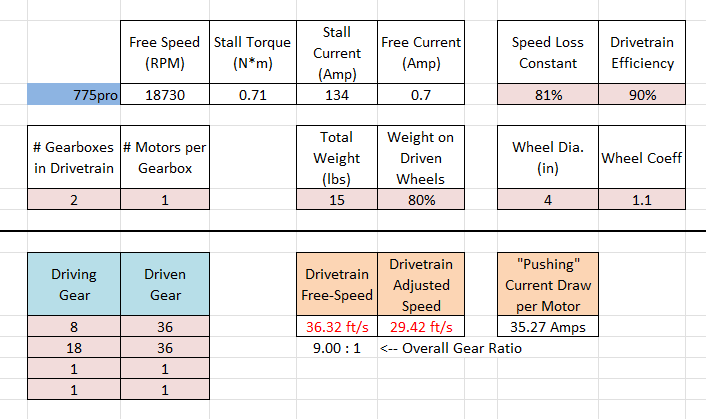 Free Speed (RPM) Stall Torque (N*m) Stall Current (Amp) Free Current (Amp) Speed Loss Constant Drivetrain Efficiency
775pro 18730 0.71 134 0.7 81% 90%
# Gearboxes in Drivetrain # Motors per Gearbox Total Weight (lbs) Weight on Driven Wheels Wheel Dia. (in) Wheel Coeff
2 1 15 80% 4 1.1
Driving Gear Driven Gear Drivetrain Free-Speed Drivetrain Adjusted Speed "Pushing" Current Draw per Motor
8 36 36.32 ft/s 29.42 ft/s 35.27 Amps
18 36 9.00 : 1 <-- Overall Gear Ratio
1 1
1 1